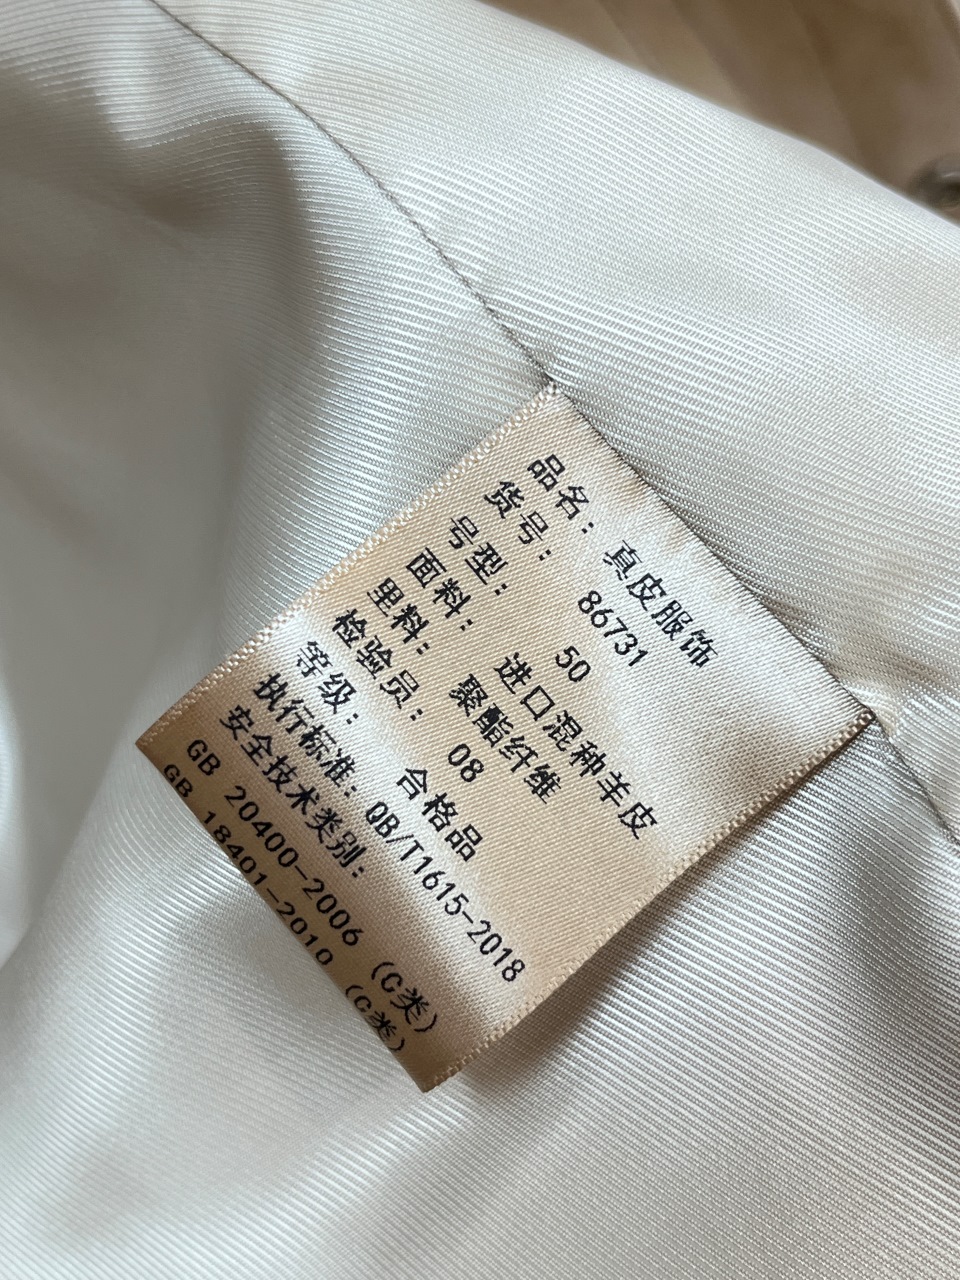 品名: 真皮服饰
货号: 86731
号型: 50
面料: 进口混种羊皮
里料: 聚酯纤维
检验员: 08
等级: 合格品
执行标准: QB/T1615-2018
安全技术类别:
GB 20400-2006 (C类)
GB 18401-2010 (C类)